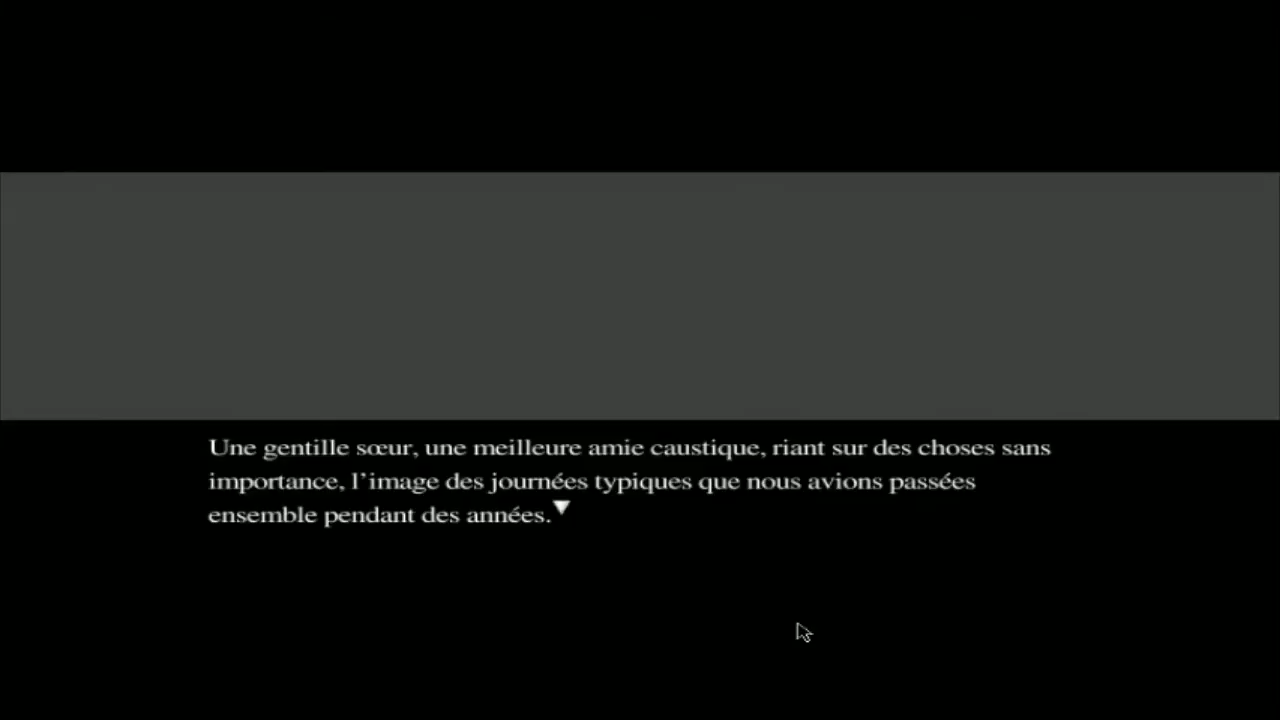 Une gentille sœur, une meilleure amie caustique, riant sur des choses sans
importance, l’image des journées typiques que nous avions passées
ensemble pendant des années.